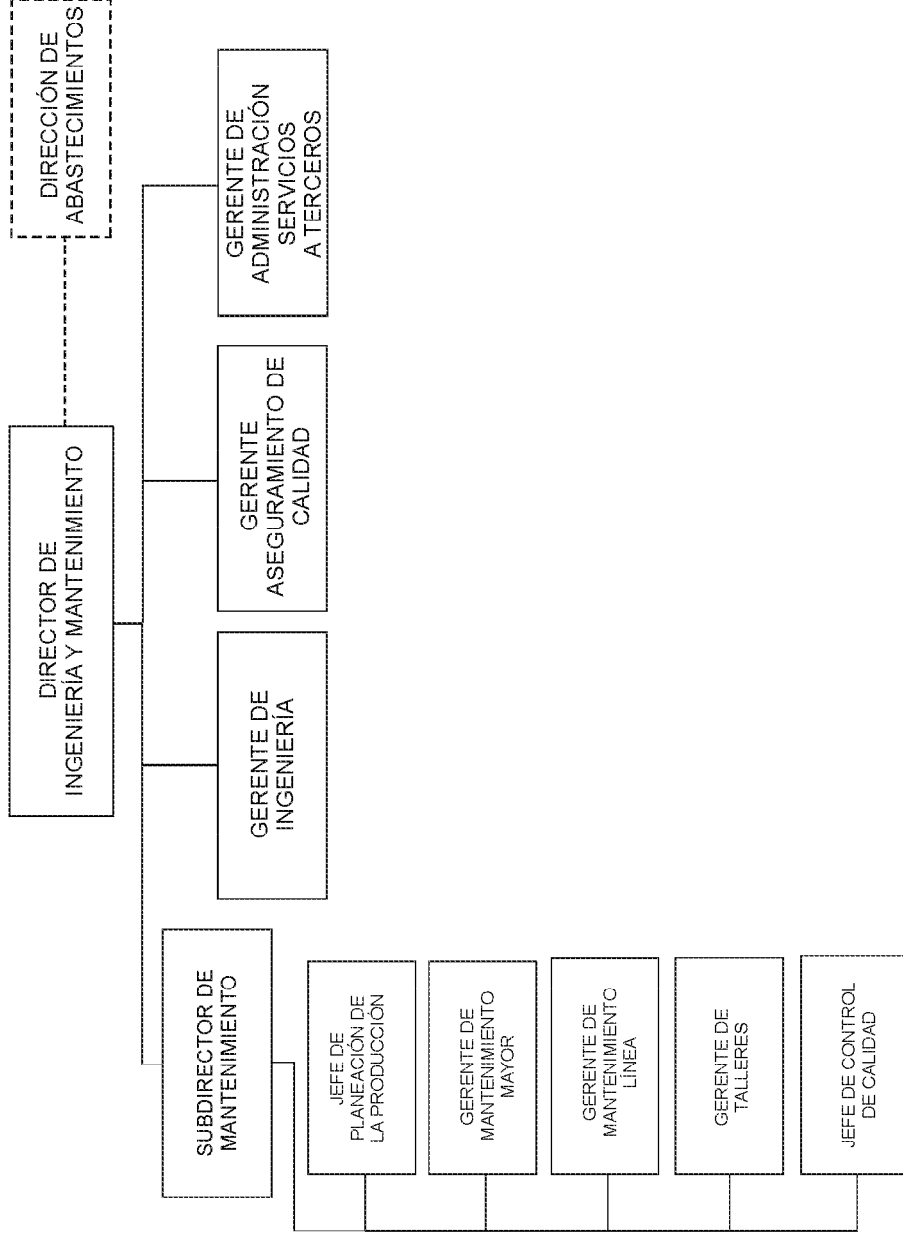 DIRECCIÓN DE
ABASTECIMIENTOS
DIRECTOR DE
INGENIERÍA Y MANTENIMIENTO
SUBDIRECTOR DE
MANTENIMIENTO
GERENTE DE
INGENIERÍA
GERENTE
ASEGURAMIENTO DE
CALIDAD
GERENTE DE
ADMINISTRACIÓN
SERVICIOS
A TERCEROS
JEFE DE
PLANEACIÓN DE
LA PRODUCCIÓN
GERENTE DE
MANTENIMIENTO
MAYOR
GERENTE DE
MANTENIMIENTO
LÍNEA
GERENTE DE
TALLERES
JEFE DE CONTROL
DE CALIDAD